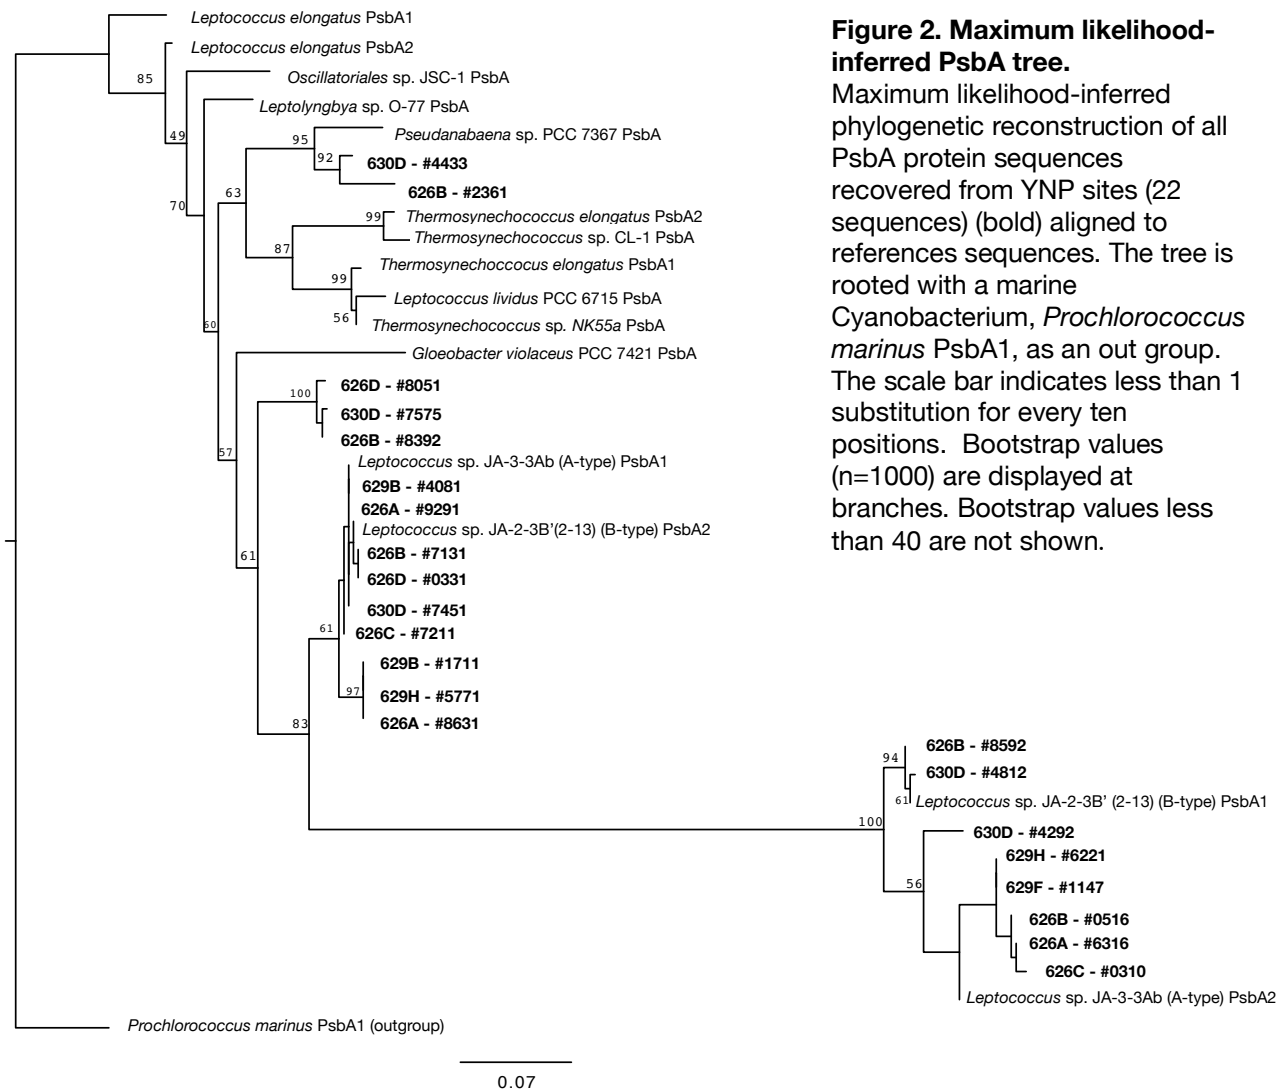 Leptococcus elongatus PsbA1
Leptococcus elongatus PsbA2
85
Oscillatoriales sp. JSC-1 PsbA
Leptolyngbya sp. O-77 PsbA
49
Pseudanabaena sp. PCC 7367 PsbA
95
92
630D - #4433
626B - #2361
63
70
99
Thermosynechococcus elongatus PsbA2
Thermosynechococcus sp. CL-1 PsbA
87
Thermosynechoccocus elongatus PsbA1
99
Leptococcus lividus PCC 6715 PsbA
56
Thermosynechococcus sp. NK55a PsbA
60
Gloeobacter violaceus PCC 7421 PsbA
626D - #8051
100
630D - #7575
626B - #8392
57
Leptococcus sp. JA-3-3Ab (A-type) PsbA1
629B - #4081
626A - #9291
Leptococcus sp. JA-2-3B'(2-13) (B-type) PsbA2
61
626B - #7131
626D - #0331
630D - #7451
61
626C - #7211
629B - #1711
97
629H - #5771
626A - #8631
83
626B - #8592
94
630D - #4812
61
Leptococcus sp. JA-2-3B' (2-13) (B-type) PsbA1
100
630D - #4292
629H - #6221
56
629F - #1147
626B - #0516
626A - #6316
626C - #0310
Leptococcus sp. JA-3-3Ab (A-type) PsbA2
Prochlorococcus marinus PsbA1 (outgroup)
0.07
Figure 2. Maximum likelihood-
inferred PsbA tree.
Maximum likelihood-inferred
phylogenetic reconstruction of all
PsbA protein sequences
recovered from YNP sites (22
sequences) (bold) aligned to
references sequences. The tree is
rooted with a marine
Cyanobacterium, Prochlorococcus
marinus PsbA1, as an out group.
The scale bar indicates less than 1
substitution for every ten
positions. Bootstrap values
(n=1000) are displayed at
branches. Bootstrap values less
than 40 are not shown.